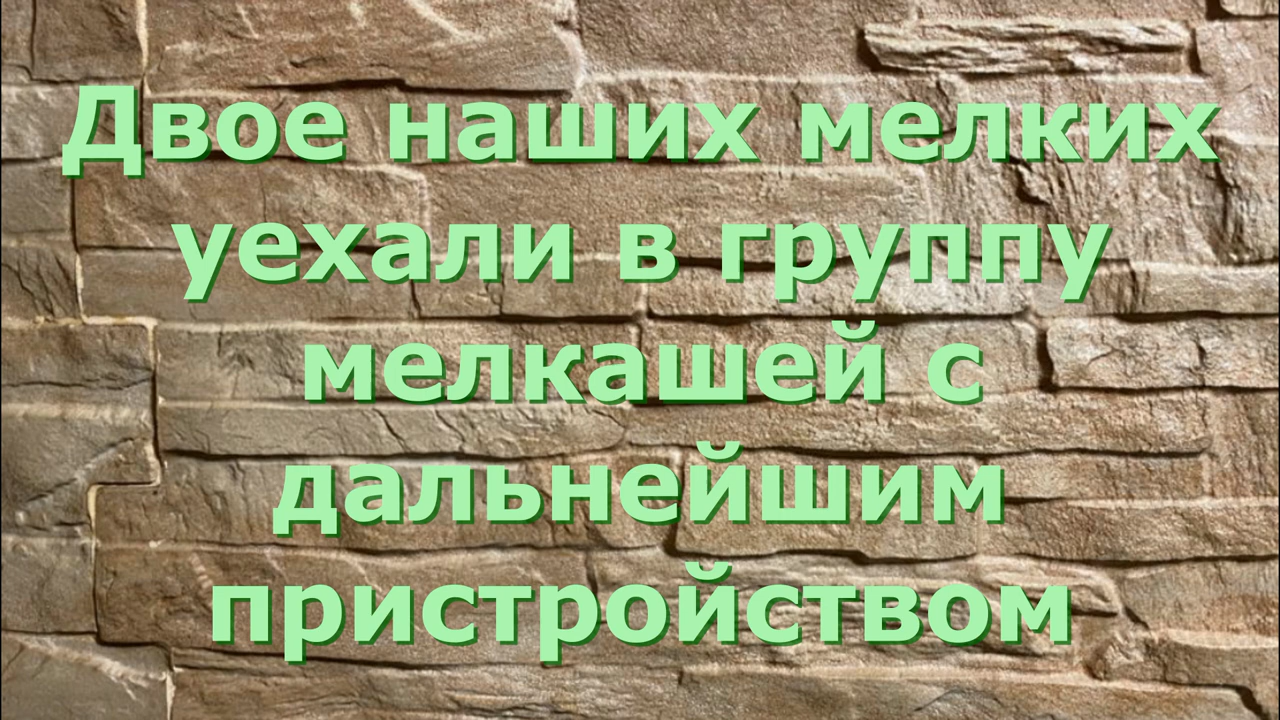 Двое наших мелких
уехали в группу
мелкашей с
дальнейшим
пристройством